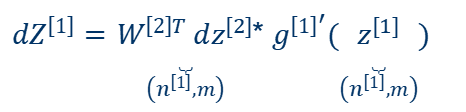 dZ[1] = W[2]T dz[2]* g[1]′( z[1] )
(n[1],m) (n[1],m)